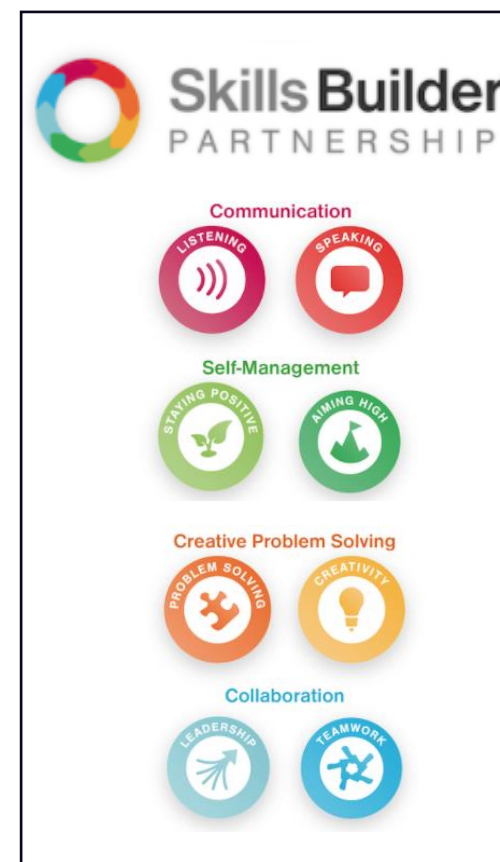 Skills Builder
PARTNERSHIP
Communication
LISTENING
SPEAKING
Self-Management
STAYING POSITIVE
AIMING HIGH
Creative Problem Solving
PROBLEM SOLVING
CREATIVITY
Collaboration
LEADERSHIP
TEAMWORK